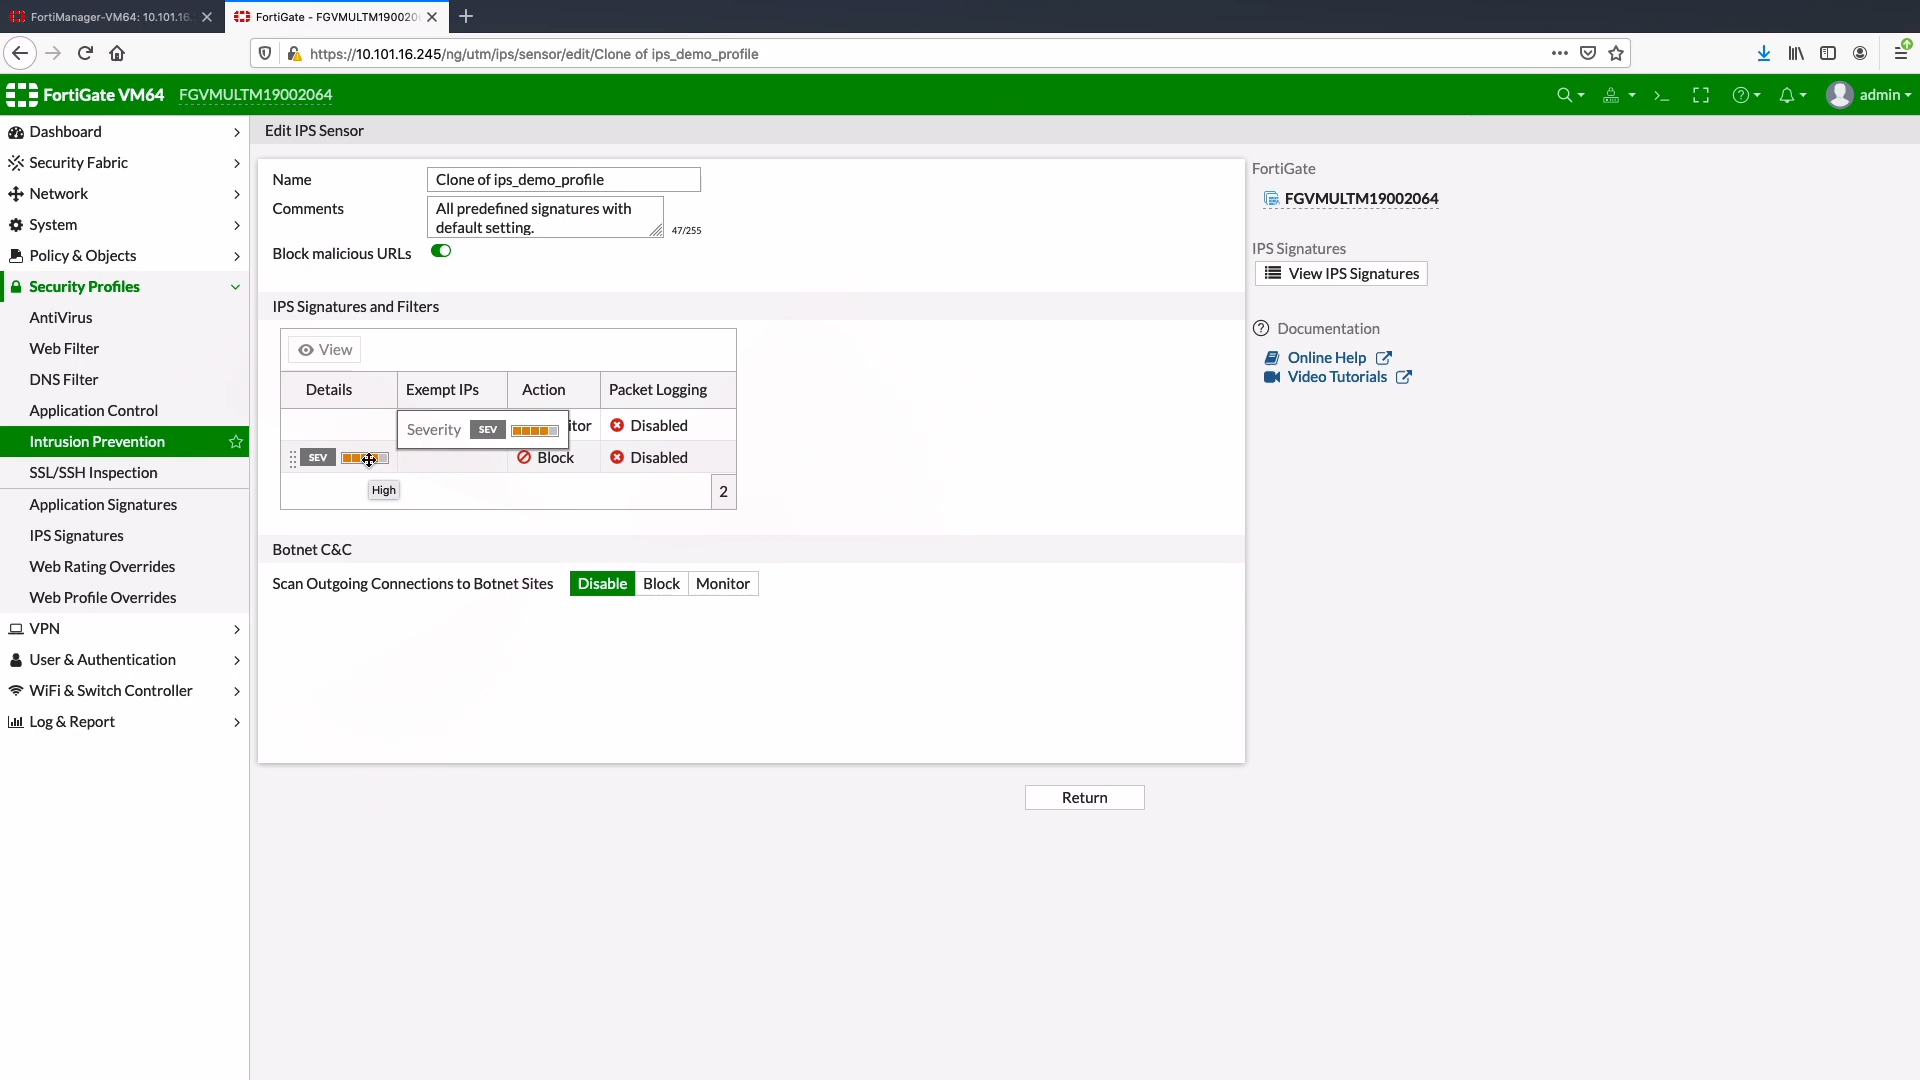 FortiManager-VM64: 10.101.16.
FortiGate - FGVMULTM190020
https://10.101.16.245/ng/utm/ips/sensor/edit/Clone of ips_demo_profile
FortiGate VM64 FGVMULTM19002064
admin
Dashboard
Security Fabric
Network
System
Policy & Objects
Security Profiles
AntiVirus
Web Filter
DNS Filter
Application Control
Intrusion Prevention
SSL/SSH Inspection
Application Signatures
IPS Signatures
Web Rating Overrides
Web Profile Overrides
VPN
User & Authentication
WiFi & Switch Controller
Log & Report
Edit IPS Sensor
Name Clone of ips_demo_profile
Comments All predefined signatures with
default setting.
47/255
Block malicious URLs
IPS Signatures and Filters
View
Details Exempt IPs Action Packet Logging
Severity SEV itor Disabled
SEV Block Disabled
High
2
Botnet C&C
Scan Outgoing Connections to Botnet Sites Disable Block Monitor
Return
FortiGate
FGVMULTM19002064
IPS Signatures
View IPS Signatures
Documentation
Online Help
Video Tutorials